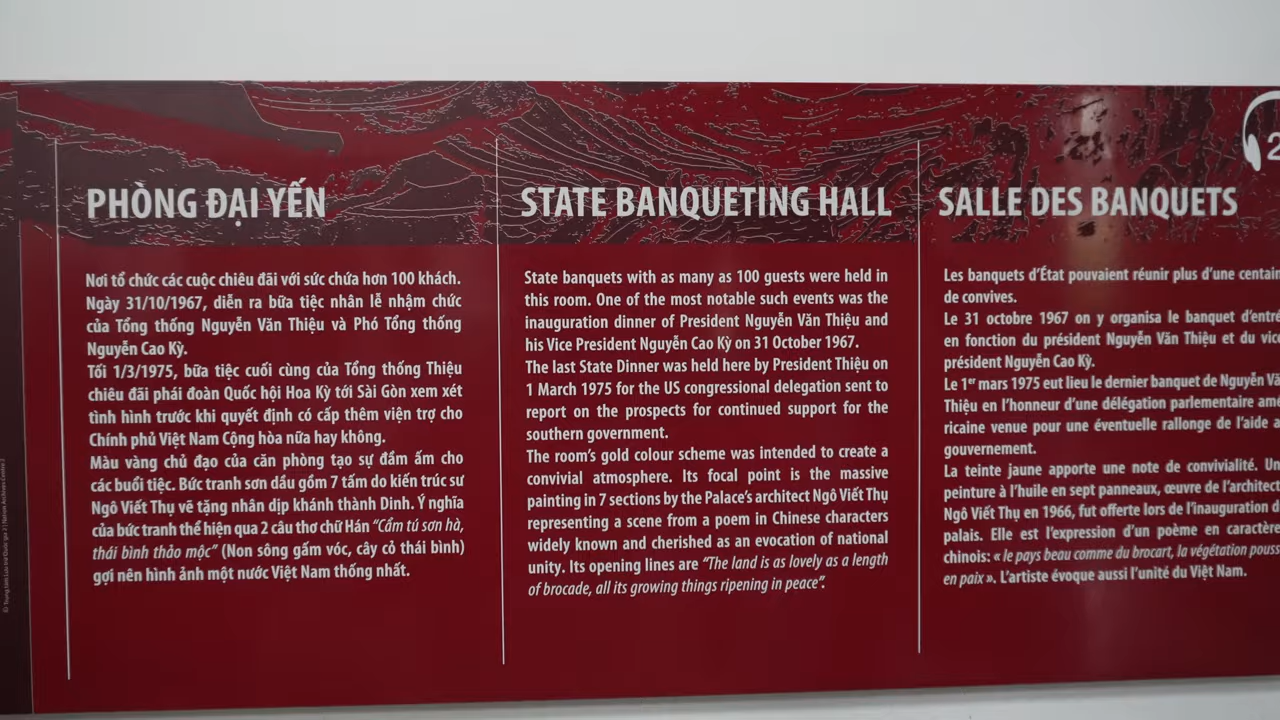 PHÒNG ĐẠI YẾN
Nơi tổ chức các cuộc chiêu đãi với sức chứa hơn 100 khách.
Ngày 31/10/1967, diễn ra bữa tiệc nhân lễ nhậm chức
của Tổng thống Nguyễn Văn Thiệu và Phó Tổng thống
Nguyễn Cao Kỳ.
Tối 1/3/1975, bữa tiệc cuối cùng của Tổng thống Thiệu
chiêu đãi phái đoàn Quốc hội Hoa Kỳ tới Sài Gòn xem xét
tình hình trước khi quyết định có cấp thêm viện trợ cho
Chính phủ Việt Nam Cộng hòa nữa hay không.
Màu vàng chủ đạo của căn phòng tạo sự đầm ấm cho
các buổi tiệc. Bức tranh sơn dầu gồm 7 tấm do kiến trúc sư
Ngô Viết Thụ vẽ tặng nhân dịp khánh thành Dinh. Ý nghĩa
của bức tranh thể hiện qua 2 câu thơ chữ Hán “Cẩm tú sơn hà,
thái bình thảo mộc” (Non sông gấm vóc, cây cỏ thái bình)
gợi nên hình ảnh một nước Việt Nam thống nhất.
STATE BANQUETING HALL
State banquets with as many as 100 guests were held in
this room. One of the most notable such events was the
inauguration dinner of President Nguyễn Văn Thiệu and
his Vice President Nguyễn Cao Kỳ on 31 October 1967.
The last State Dinner was held here by President Thiệu on
1 March 1975 for the US congressional delegation sent to
report on the prospects for continued support for the
southern government.
The room’s gold colour scheme was intended to create a
convivial atmosphere. Its focal point is the massive
painting in 7 sections by the Palace’s architect Ngô Viết Thụ
representing a scene from a poem in Chinese characters
widely known and cherished as an evocation of national
unity. Its opening lines are “The land is as lovely as a length
of brocade, all its growing things ripening in peace”.
SALLE DES BANQUETS
Les banquets d’État pouvaient réunir plus d’une centain
de convives.
Le 31 octobre 1967 on y organisa le banquet d’entré
en fonction du président Nguyễn Văn Thiệu et du vice
président Nguyễn Cao Kỳ.
Le 1er mars 1975 eut lieu le dernier banquet de Nguyễn Vă
Thiệu en l’honneur d’une délégation parlementaire amé
ricaine venue pour une éventuelle rallonge de l’aide a
gouvernement.
La teinte jaune apporte une note de convivialité. Un
peinture à l’huile en sept panneaux, œuvre de l’architect
Ngô Viết Thụ en 1966, fut offerte lors de l’inauguration d
palais. Elle est l’expression d’un poème en caractère
chinois: « le pays beau comme du brocart, la végétation pouss
en paix ». L’artiste évoque aussi l’unité du Việt Nam.
2